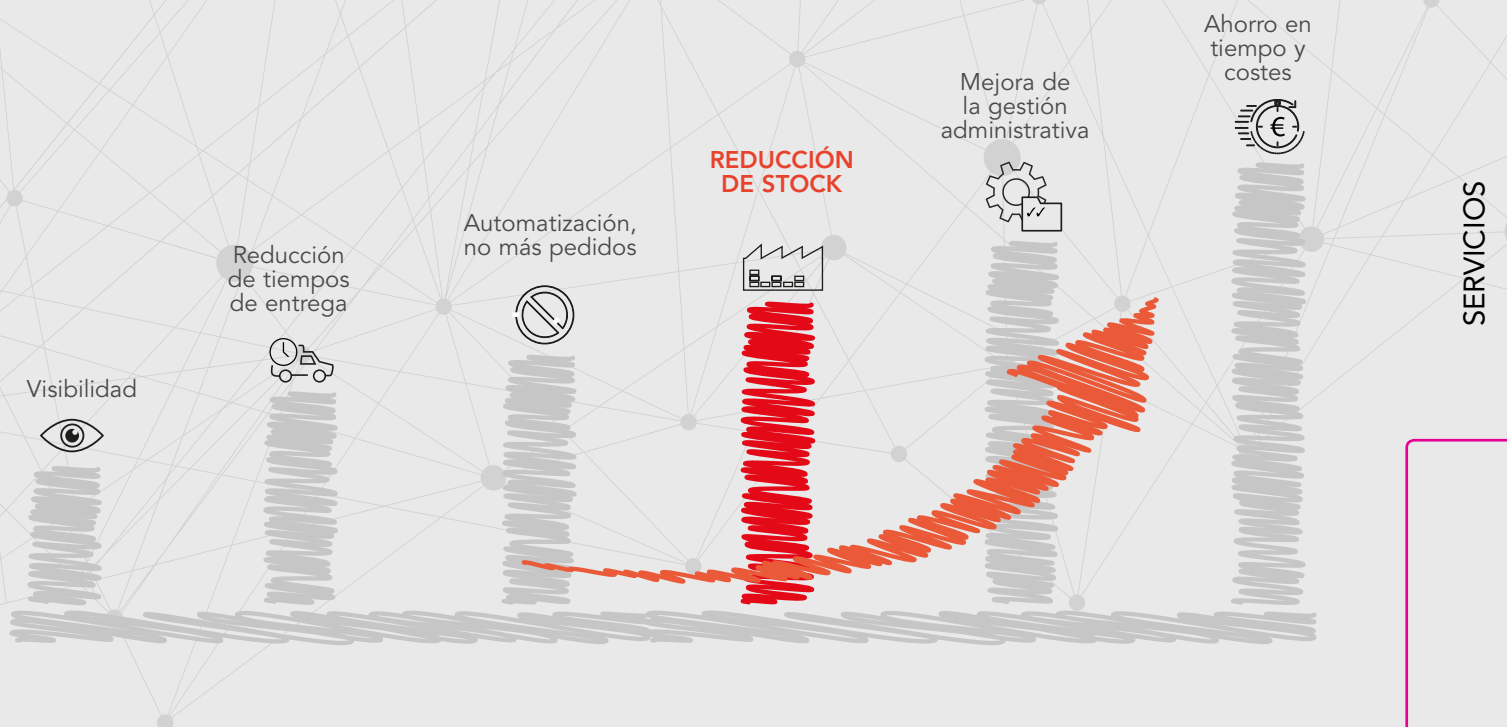 Visibilidad
Reducción
de tiempos
de entrega
Automatización,
no más pedidos
REDUCCIÓN
DE STOCK
Mejora de
la gestión
administrativa
Ahorro en
tiempo y
costes
€
SERVICIOS